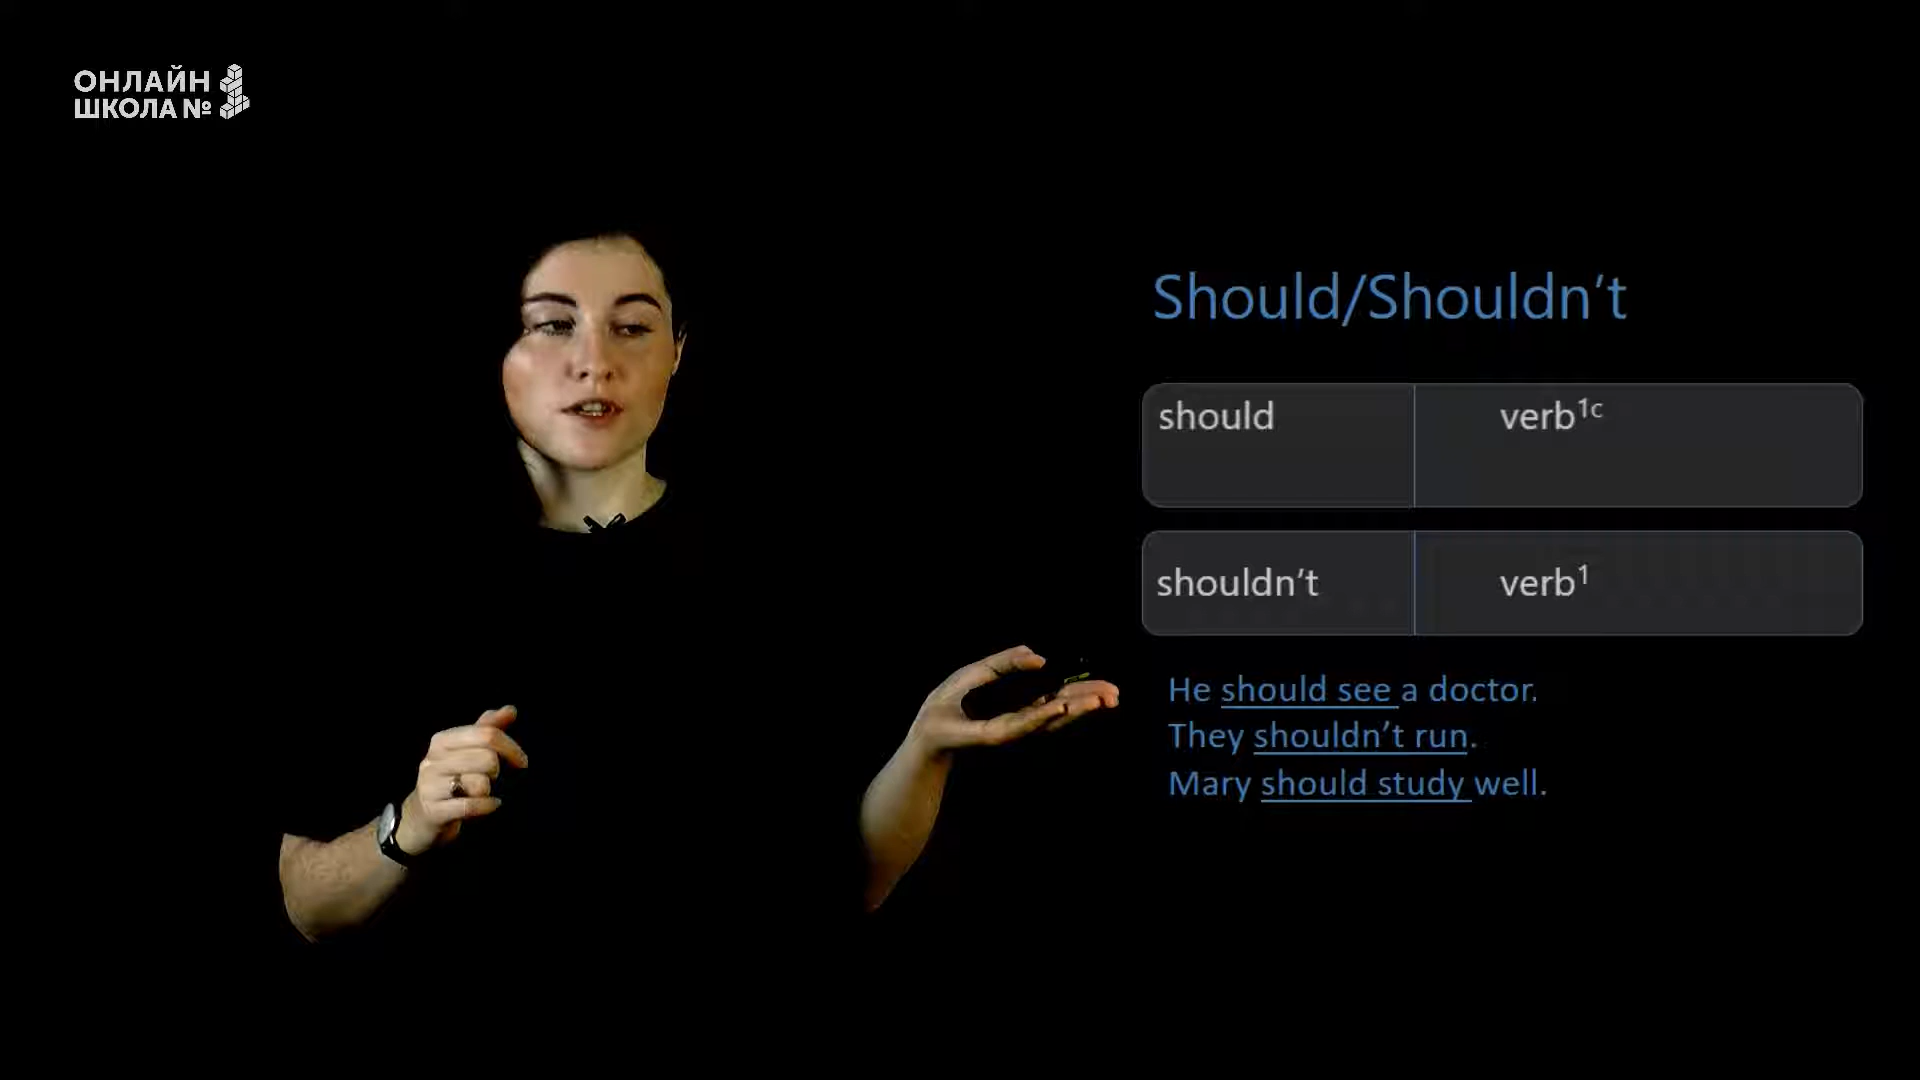 ОНЛАЙН
ШКОЛА №1
Should/Shouldn’t
should verb¹ᶜ
shouldn’t verb¹
He should see a doctor.
They shouldn’t run.
Mary should study well.